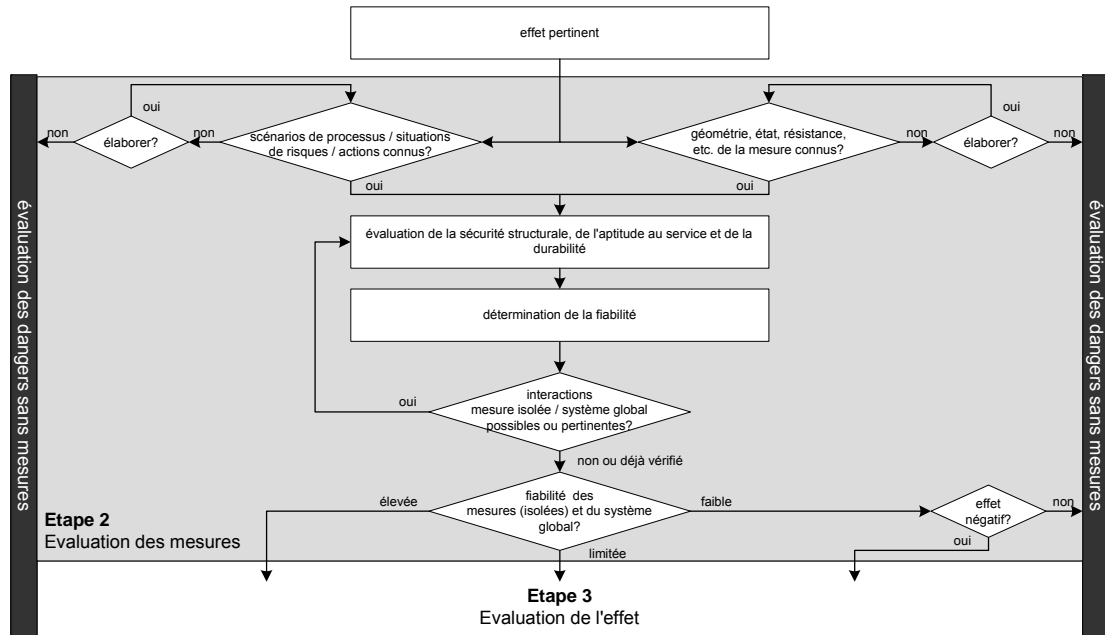 effet pertinent
oui
oui
non
élaborer?
non
scénarios de processus / situations
de risques / actions connus?
géométrie, état, résistance,
etc. de la mesure connus?
non
élaborer?
non
oui
oui
évaluation des dangers sans mesures
évaluation des dangers sans mesures
évaluation de la sécurité structurale, de l'aptitude au service et de la
durabilité
détermination de la fiabilité
oui
interactions
mesure isolée / système global
possibles ou pertinentes?
non ou déjà vérifié
élevée
fiabilité des
mesures (isolées) et du système
global?
faible
effet
négatif?
non
oui
limitée
Etape 2
Evaluation des mesures
Etape 3
Evaluation de l'effet